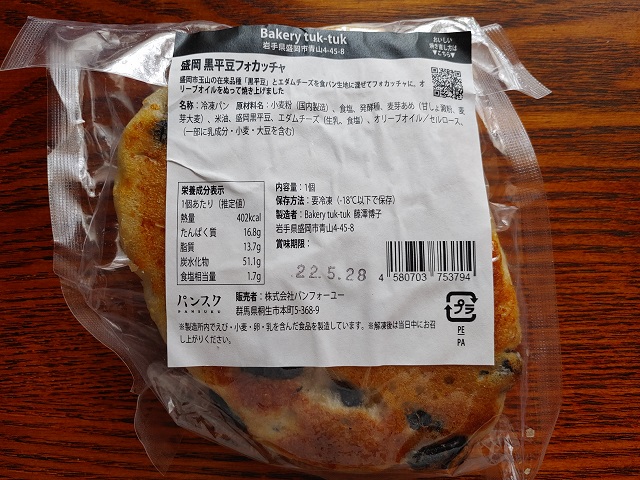 Bakery tuk-tuk
岩手県盛岡市青山4-45-8
おいしい
焼き直し方は
▼こちら▼
盛岡 黒平豆フォカッチャ
盛岡市玉山の在来品種「黒平豆」とエダムチーズを食パン生地に混ぜてフォカッチャに。オ
リーブオイルをぬって焼き上げました
名称：冷凍パン 原材料名：小麦粉（国内製造）、食塩、発酵種、麦芽あめ（甘しょ澱粉、麦
芽大麦）、米油、盛岡黒平豆、エダムチーズ（生乳、食塩）、オリーブオイル／セルロース、
（一部に乳成分・小麦・大豆を含む）
栄養成分表示
1個あたり（推定値）
熱量 402kcal
たんぱく質 16.8g
脂質 13.7g
炭水化物 51.1g
食塩相当量 1.7g
内容量：1個
保存方法：要冷凍（-18℃以下で保存）
製造者：Bakery tuk-tuk 藤澤博子
岩手県盛岡市青山4-45-8
賞味期限：
22.5.28
4 580703 753794
パンスク
PANSUKU
販売者：株式会社パンフォーユー
群馬県桐生市本町5-368-9
プラ
PE
PA
※製造所内でえび・小麦・卵・乳を含んだ食品を製造しています。※解凍後は当日中にお召
し上がりください。